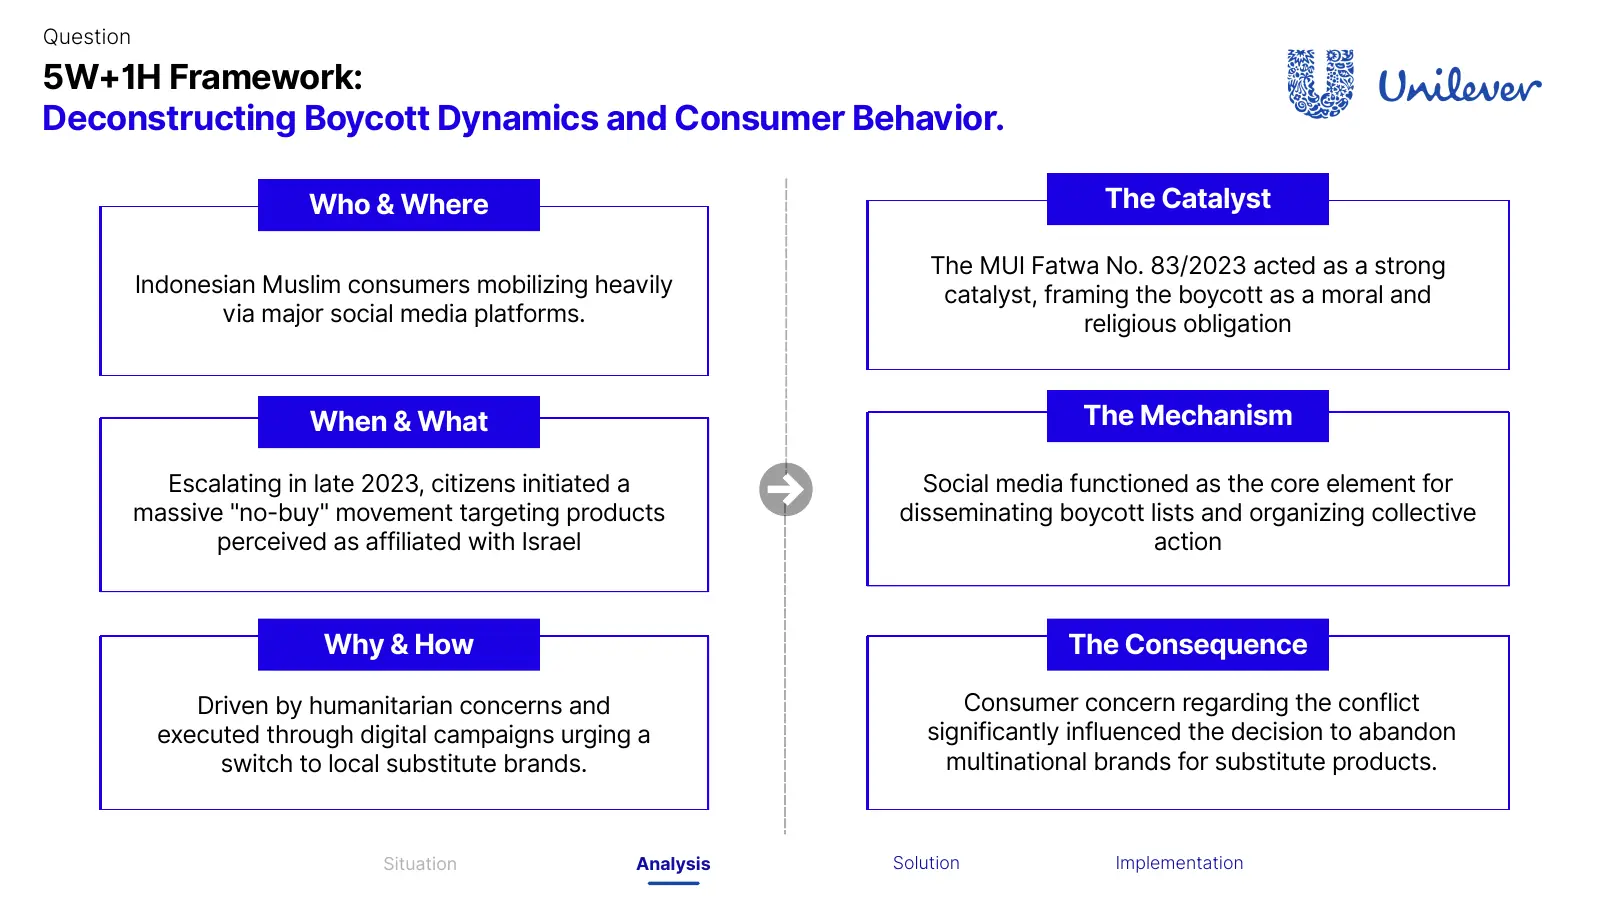 Question
5W+1H Framework:
Deconstructing Boycott Dynamics and Consumer Behavior.
Unilever
Who & Where
Indonesian Muslim consumers mobilizing heavily
via major social media platforms.
When & What
Escalating in late 2023, citizens initiated a
massive "no-buy" movement targeting products
perceived as affiliated with Israel
Why & How
Driven by humanitarian concerns and
executed through digital campaigns urging a
switch to local substitute brands.
The Catalyst
The MUI Fatwa No. 83/2023 acted as a strong
catalyst, framing the boycott as a moral and
religious obligation
The Mechanism
Social media functioned as the core element for
disseminating boycott lists and organizing collective
action
The Consequence
Consumer concern regarding the conflict
significantly influenced the decision to abandon
multinational brands for substitute products.
Situation
Analysis
Solution
Implementation